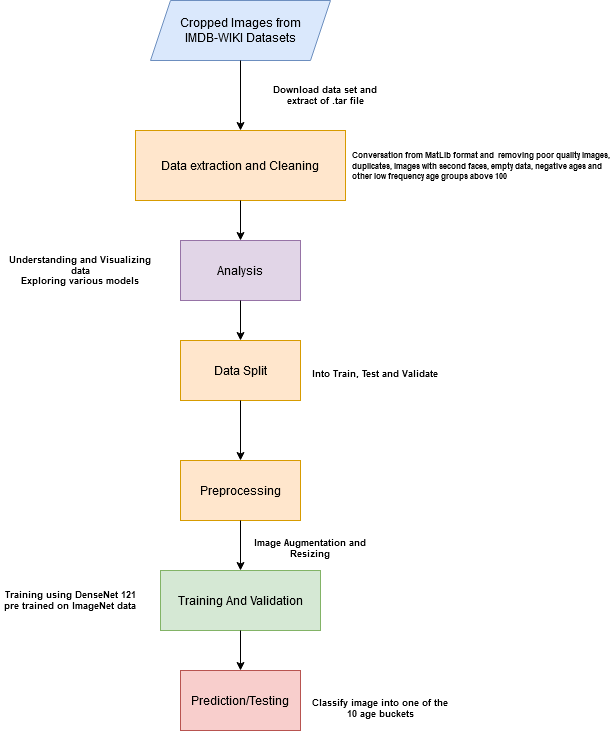 Cropped Images from
IMDB-WIKI Datasets
Download data set and
extract of .tar file
Data extraction and Cleaning
Conversation from MatLib format and removing poor quality images,
duplicates, images with second faces, empty data, negative ages and
other low frequency age groups above 100
Understanding and Visualizing
data
Exploring various models
Analysis
Data Split
Into Train, Test and Validate
Preprocessing
Image Augmentation and
Resizing
Training using DenseNet 121
pre trained on ImageNet data
Training And Validation
Prediction/Testing
Classify image into one of the
10 age buckets